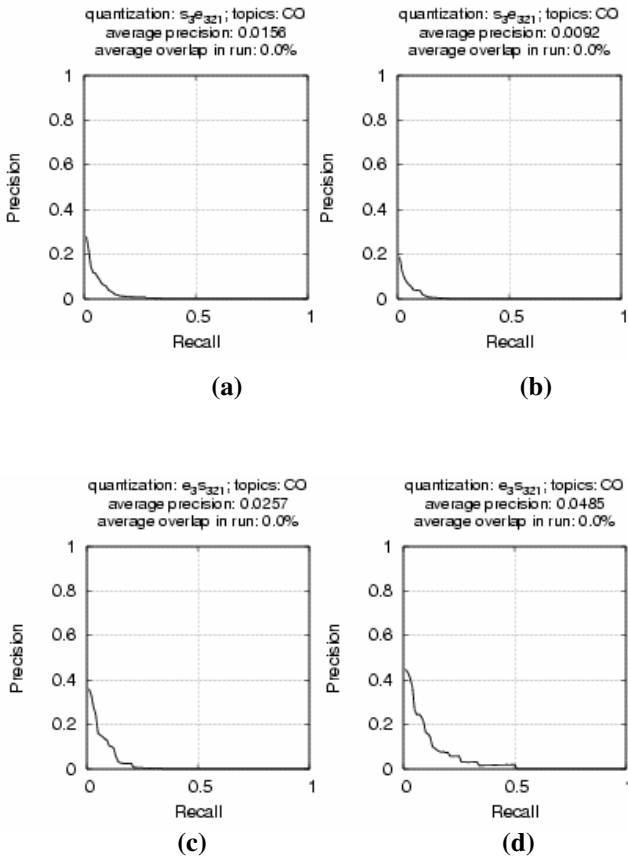 quantization: s3e321; topics: CO
average precision: 0.0156
average overlap in run: 0.0%
1
0.8
0.6
0.4
0.2
0
Precision
0 0.5 1
Recall
(a)
quantization: s3e321; topics: CO
average precision: 0.0092
average overlap in run: 0.0%
1
0.8
0.6
0.4
0.2
0
Precision
0 0.5 1
Recall
(b)
quantization: e3s321; topics: CO
average precision: 0.0257
average overlap in run: 0.0%
1
0.8
0.6
0.4
0.2
0
Precision
0 0.5 1
Recall
(c)
quantization: e3s321; topics: CO
average precision: 0.0485
average overlap in run: 0.0%
1
0.8
0.6
0.4
0.2
0
Precision
0 0.5 1
Recall
(d)